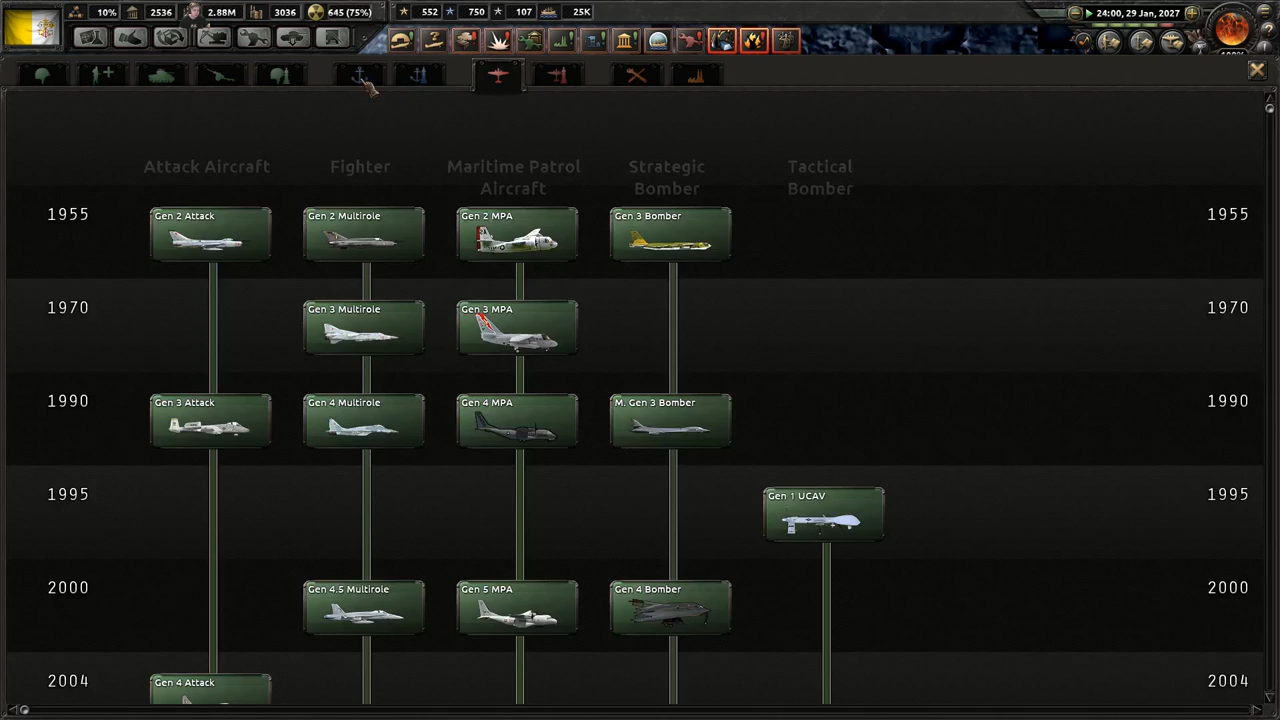 10% 2536 2.88M 3036 645 (75%) 552 750 107 25K 24:00, 29 Jan, 2027
100%
Attack Aircraft Fighter Maritime Patrol Strategic Tactical
Aircraft Bomber Bomber
1955 Gen 2 Attack Gen 2 Multirole Gen 2 MPA Gen 3 Bomber 1955
1970 Gen 3 Multirole Gen 3 MPA 1970
1990 Gen 3 Attack Gen 4 Multirole Gen 4 MPA M. Gen 3 Bomber 1990
1995 Gen 1 UCAV 1995
2000 Gen 4.5 Multirole Gen 5 MPA Gen 4 Bomber 2000
2004 Gen 4 Attack 2004